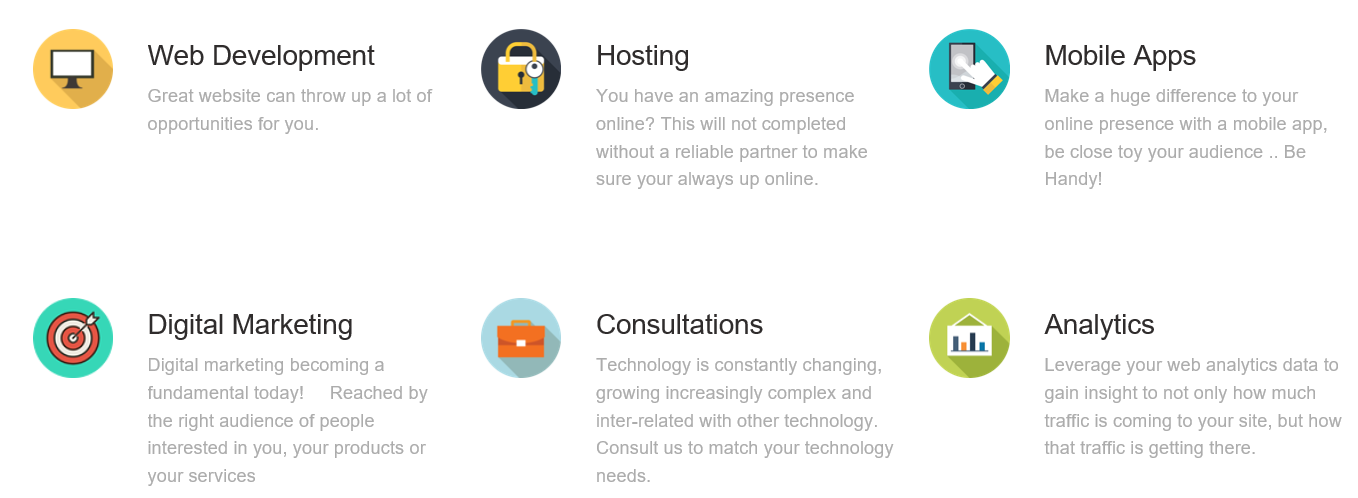 Web Development
Great website can throw up a lot of
opportunities for you.
Hosting
You have an amazing presence
online? This will not completed
without a reliable partner to make
sure your always up online.
Mobile Apps
Make a huge difference to your
online presence with a mobile app,
be close toy your audience .. Be
Handy!
Digital Marketing
Digital marketing becoming a
fundamental today!     Reached by
the right audience of people
interested in you, your products or
your services
Consultations
Technology is constantly changing,
growing increasingly complex and
inter-related with other technology.
Consult us to match your technology
needs.
Analytics
Leverage your web analytics data to
gain insight to not only how much
traffic is coming to your site, but how
that traffic is getting there.